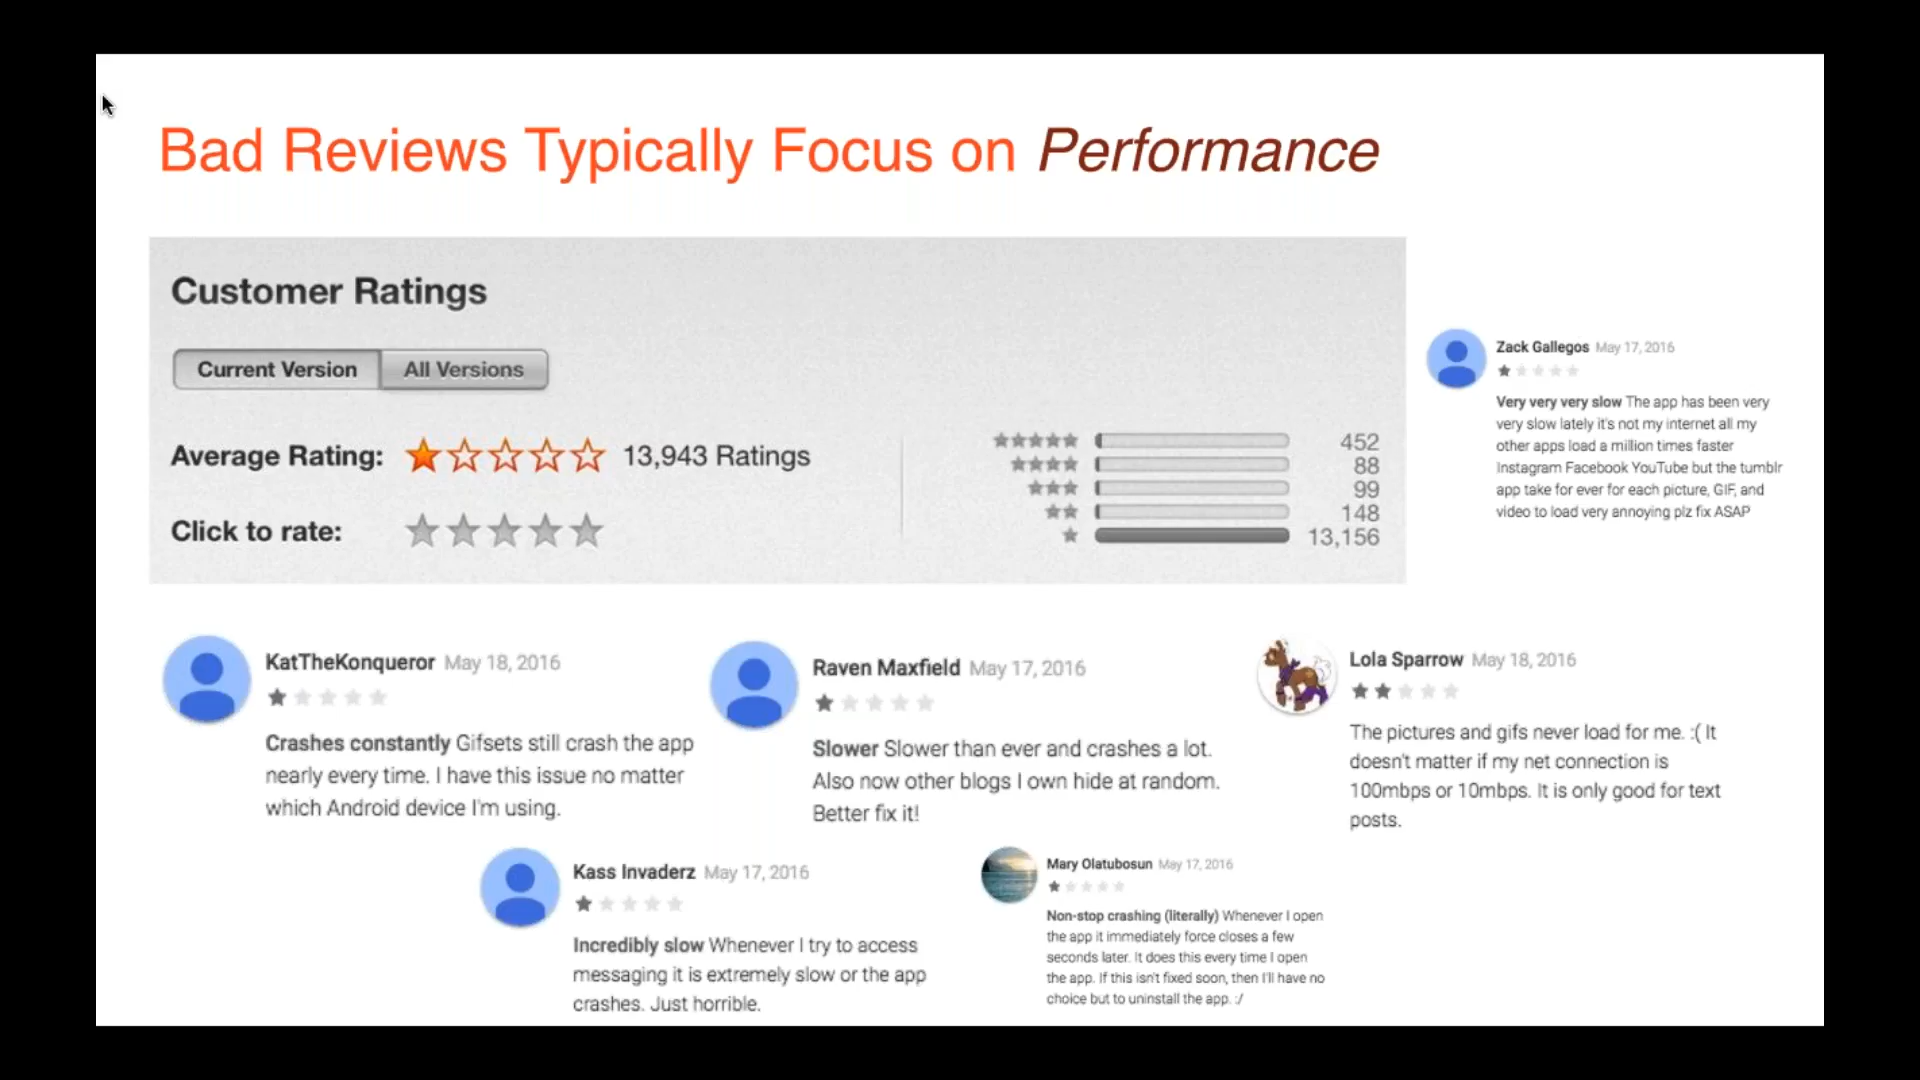 Bad Reviews Typically Focus on Performance
Customer Ratings
Current Version
All Versions
Average Rating:
13,943 Ratings
Click to rate:
452
88
99
148
13,156
Zack Gallegos May 17, 2016
Very very very slow The app has been very
very slow lately it's not my internet all my
other apps load a million times faster
Instagram Facebook YouTube but the tumblr
app take for ever for each picture, GIF, and
video to load very annoying plz fix ASAP
KatTheKonqueror May 18, 2016
Crashes constantly Gifsets still crash the app
nearly every time. I have this issue no matter
which Android device I'm using.
Raven Maxfield May 17, 2016
Slower Slower than ever and crashes a lot.
Also now other blogs I own hide at random.
Better fix it!
Lola Sparrow May 18, 2016
The pictures and gifs never load for me. :( It
doesn't matter if my net connection is
100mbps or 10mbps. It is only good for text
posts.
Kass Invaderz May 17, 2016
Incredibly slow Whenever I try to access
messaging it is extremely slow or the app
crashes. Just horrible.
Mary Olatubosun May 17, 2016
Non-stop crashing (literally) Whenever I open
the app it immediately force closes a few
seconds later. It does this every time I open
the app. If this isn't fixed soon, then I'll have no
choice but to uninstall the app. :/